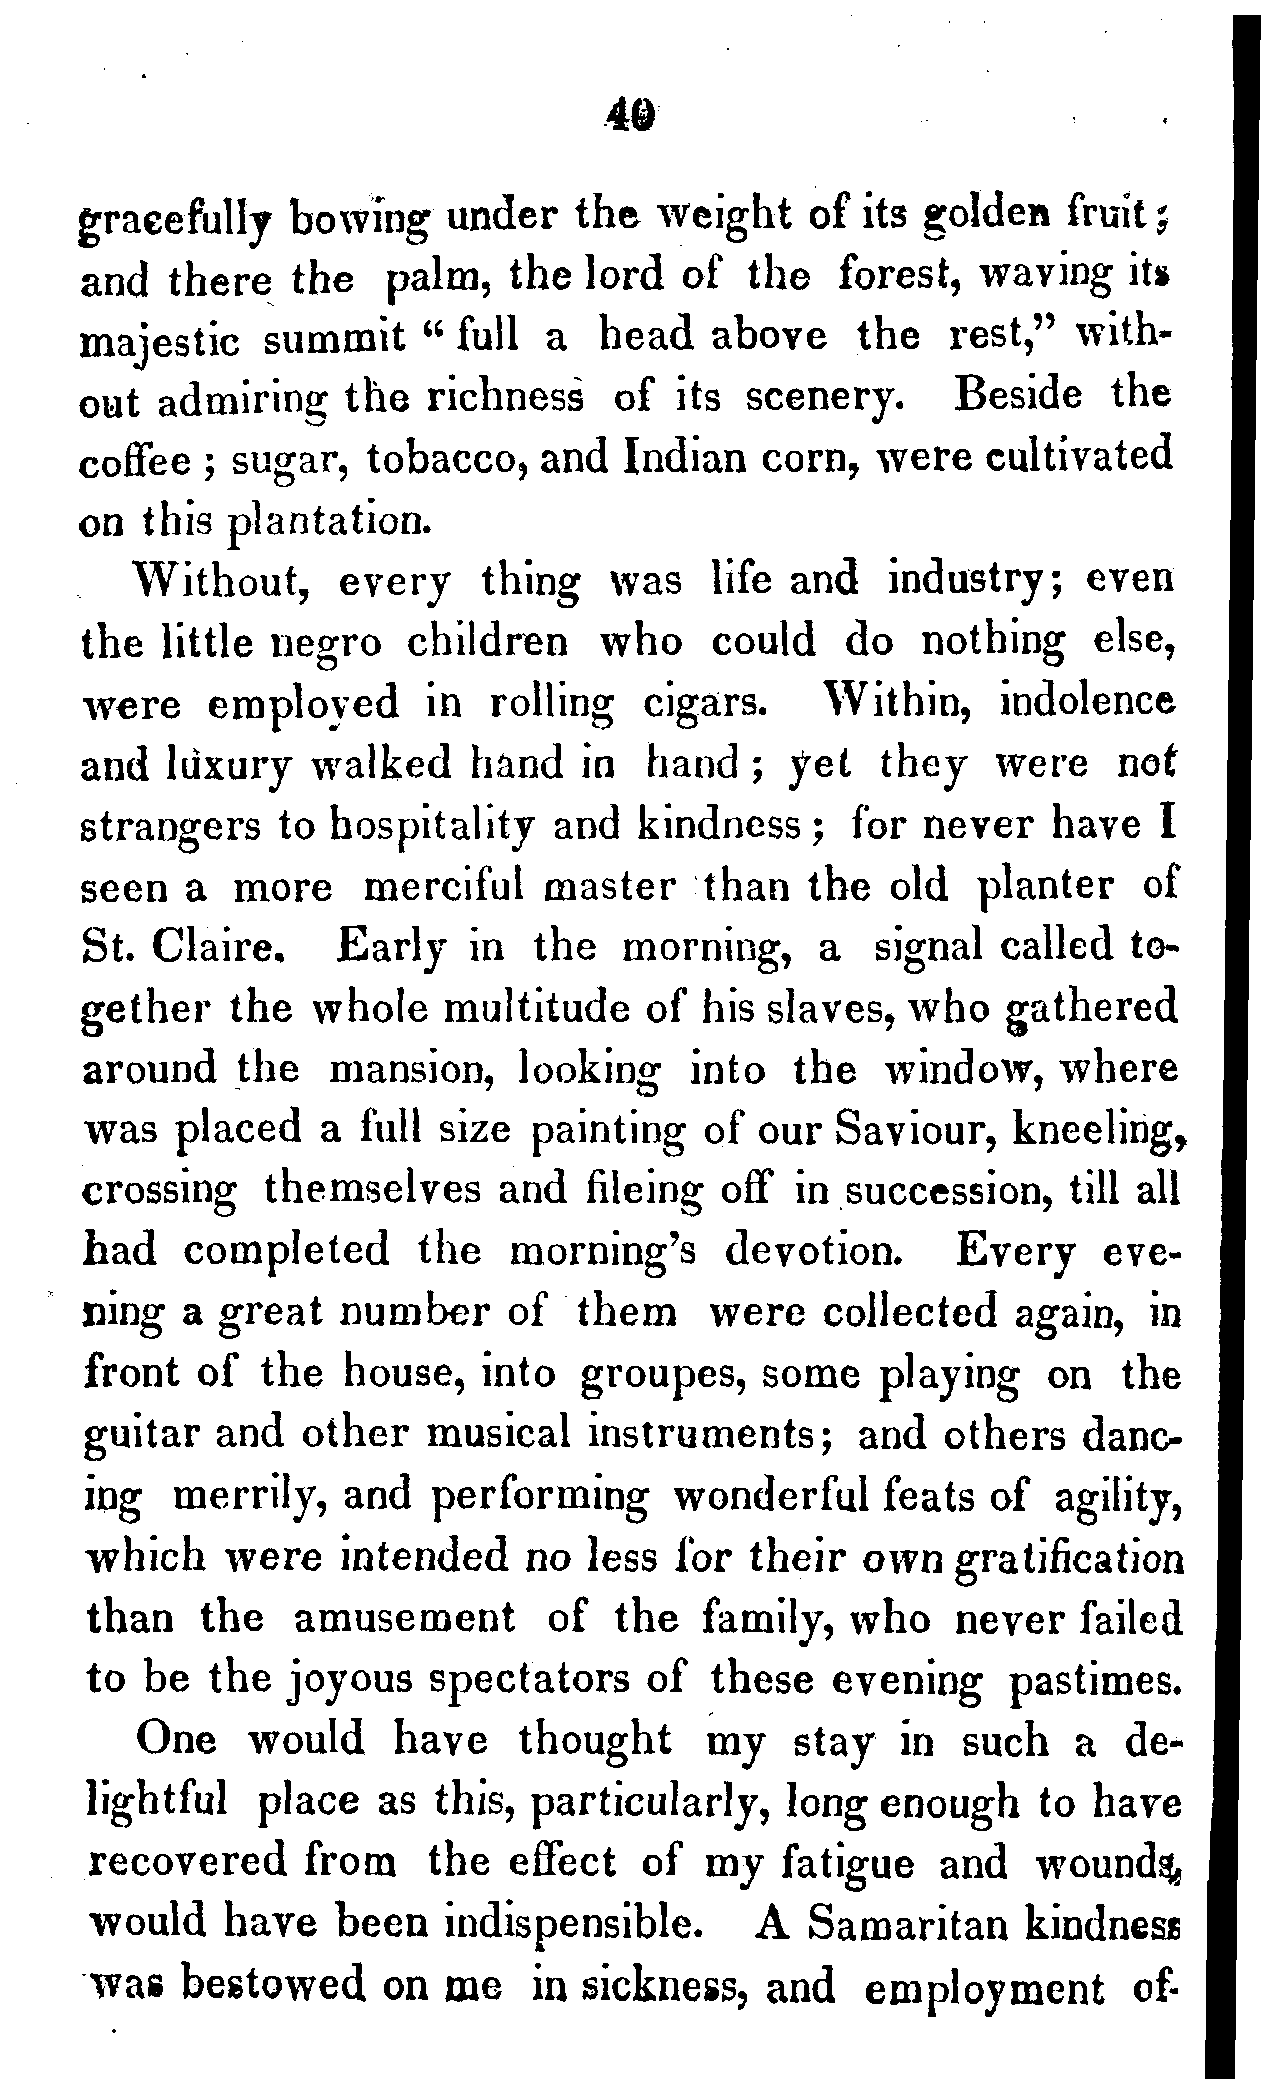 40
gracefully bowing under the weight of its golden fruit;
and there the palm, the lord of the forest, waving its
majestic summit “ full a head above the rest,” with-
out admiring the richness of its scenery. Beside the
coffee ; sugar, tobacco, and Indian corn, were cultivated
on this plantation.
Without, every thing was life and industry; even
the little negro children who could do nothing else,
were employed in rolling cigars. Within, indolence
and luxury walked hand in hand ; yet they were not
strangers to hospitality and kindness ; for never have I
seen a more merciful master than the old planter of
St. Claire. Early in the morning, a signal called to-
gether the whole multitude of his slaves, who gathered
around the mansion, looking into the window, where
was placed a full size painting of our Saviour, kneeling,
crossing themselves and fileing off in succession, till all
had completed the morning’s devotion. Every eve-
ning a great number of them were collected again, in
front of the house, into groupes, some playing on the
guitar and other musical instruments; and others danc-
ing merrily, and performing wonderful feats of agility,
which were intended no less for their own gratification
than the amusement of the family, who never failed
to be the joyous spectators of these evening pastimes.
One would have thought my stay in such a de-
lightful place as this, particularly, long enough to have
recovered from the effect of my fatigue and wounds,
would have been indispensible. A Samaritan kindness
was bestowed on me in sickness, and employment of-